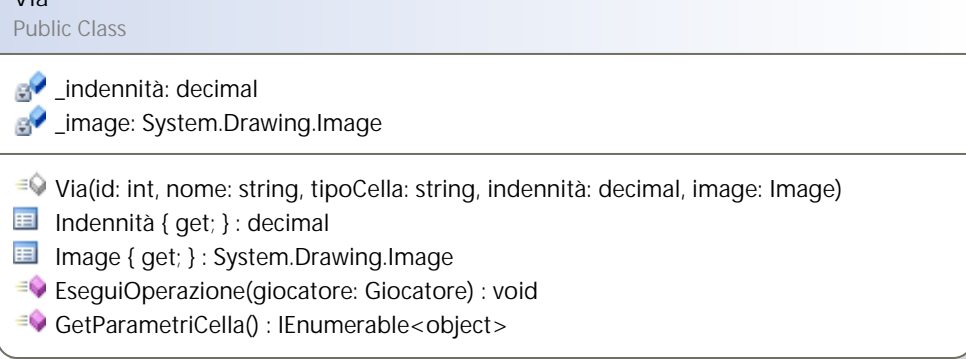 Via
Public Class
_indennità: decimal
_image: System.Drawing.Image
Via(id: int, nome: string, tipoCella: string, indennità: decimal, image: Image)
Indennità { get; } : decimal
Image { get; } : System.Drawing.Image
EseguiOperazione(giocatore: Giocatore) : void
GetParametriCella() : IEnumerable<object>